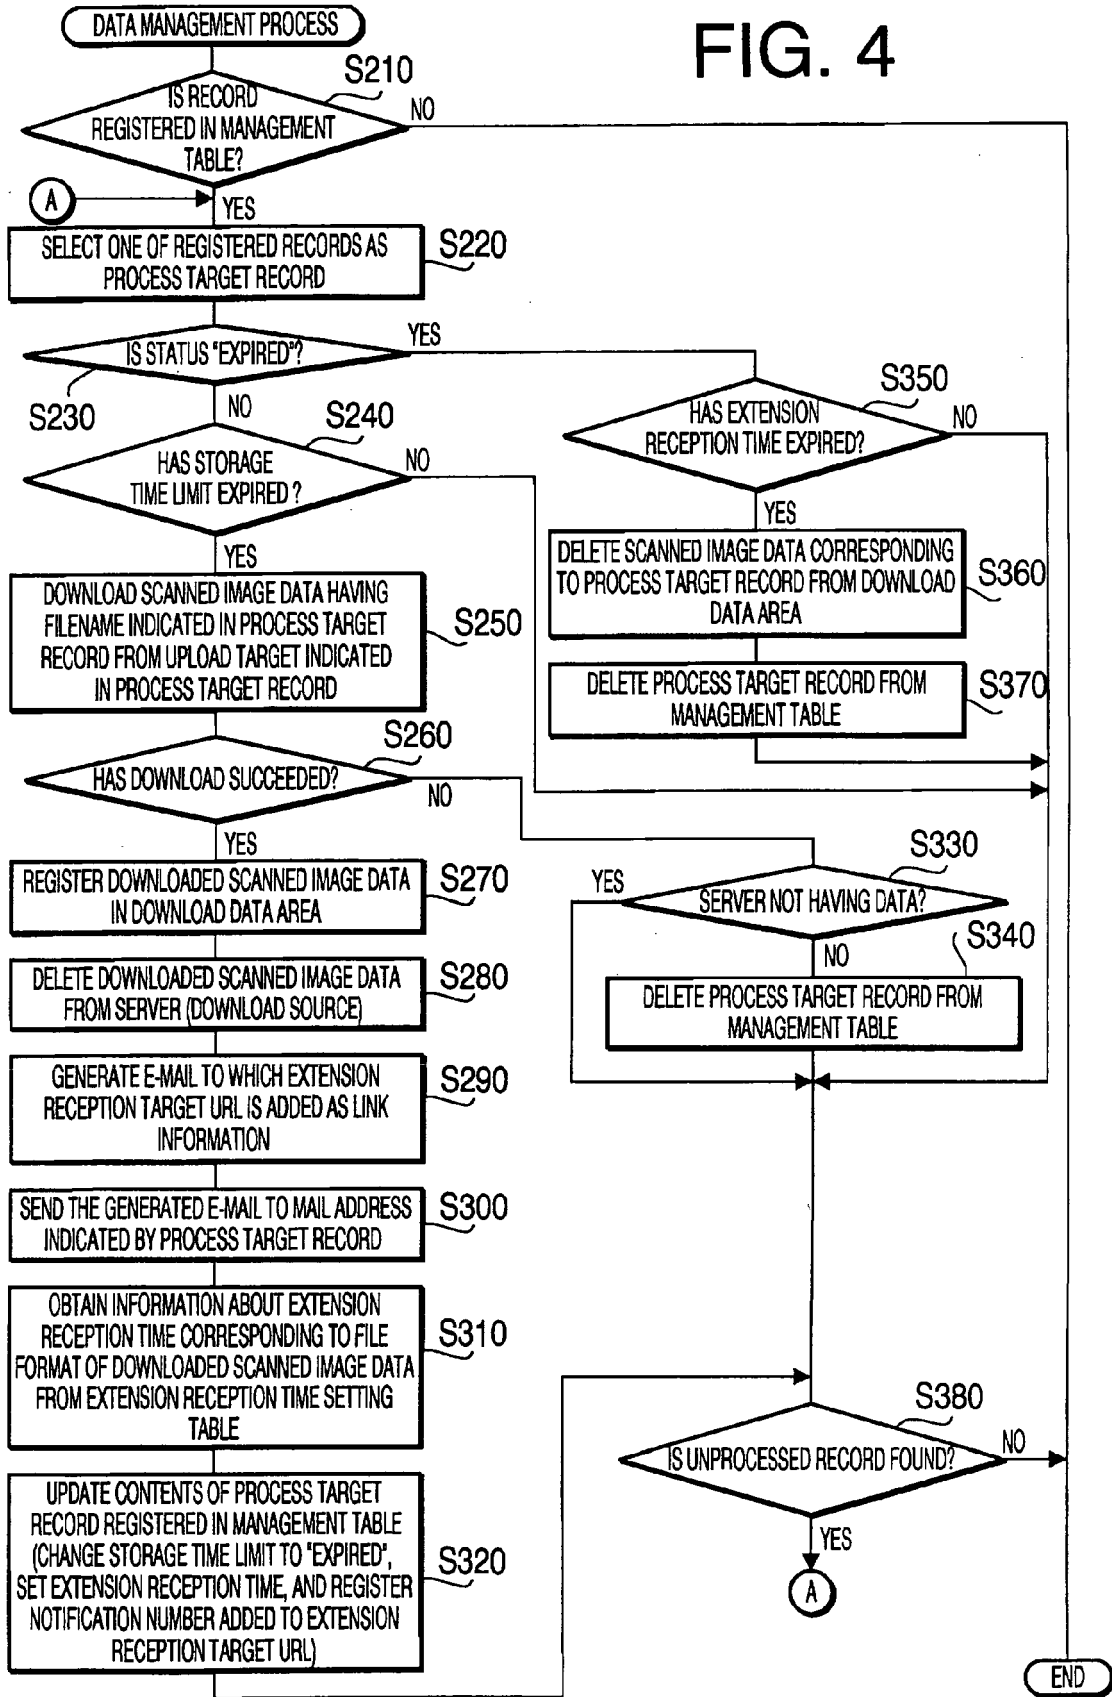 DATA MANAGEMENT PROCESS
FIG. 4
S210
IS RECORD
REGISTERED IN MANAGEMENT
TABLE?
NO
A
YES
SELECT ONE OF REGISTERED RECORDS AS
PROCESS TARGET RECORD
S220
IS STATUS "EXPIRED"?
YES
S230
NO
S240
HAS STORAGE
TIME LIMIT EXPIRED ?
NO
YES
S350
HAS EXTENSION
RECEPTION TIME EXPIRED?
NO
YES
DELETE SCANNED IMAGE DATA CORRESPONDING
TO PROCESS TARGET RECORD FROM DOWNLOAD
DATA AREA
S360
DELETE PROCESS TARGET RECORD FROM
MANAGEMENT TABLE
S370
DOWNLOAD SCANNED IMAGE DATA HAVING
FILENAME INDICATED IN PROCESS TARGET
RECORD FROM UPLOAD TARGET INDICATED
IN PROCESS TARGET RECORD
S250
S260
HAS DOWNLOAD SUCCEEDED?
NO
YES
REGISTER DOWNLOADED SCANNED IMAGE DATA
IN DOWNLOAD DATA AREA
S270
S330
YES
SERVER NOT HAVING DATA?
NO
S340
DELETE PROCESS TARGET RECORD FROM
MANAGEMENT TABLE
DELETE DOWNLOADED SCANNED IMAGE DATA
FROM SERVER (DOWNLOAD SOURCE)
S280
GENERATE E-MAIL TO WHICH EXTENSION
RECEPTION TARGET URL IS ADDED AS LINK
INFORMATION
S290
SEND THE GENERATED E-MAIL TO MAIL ADDRESS
INDICATED BY PROCESS TARGET RECORD
S300
OBTAIN INFORMATION ABOUT EXTENSION
RECEPTION TIME CORRESPONDING TO FILE
FORMAT OF DOWNLOADED SCANNED IMAGE DATA
FROM EXTENSION RECEPTION TIME SETTING
TABLE
S310
UPDATE CONTENTS OF PROCESS TARGET
RECORD REGISTERED IN MANAGEMENT TABLE
(CHANGE STORAGE TIME LIMIT TO "EXPIRED",
SET EXTENSION RECEPTION TIME, AND REGISTER
NOTIFICATION NUMBER ADDED TO EXTENSION
RECEPTION TARGET URL)
S320
S380
IS UNPROCESSED RECORD FOUND?
NO
YES
A
END